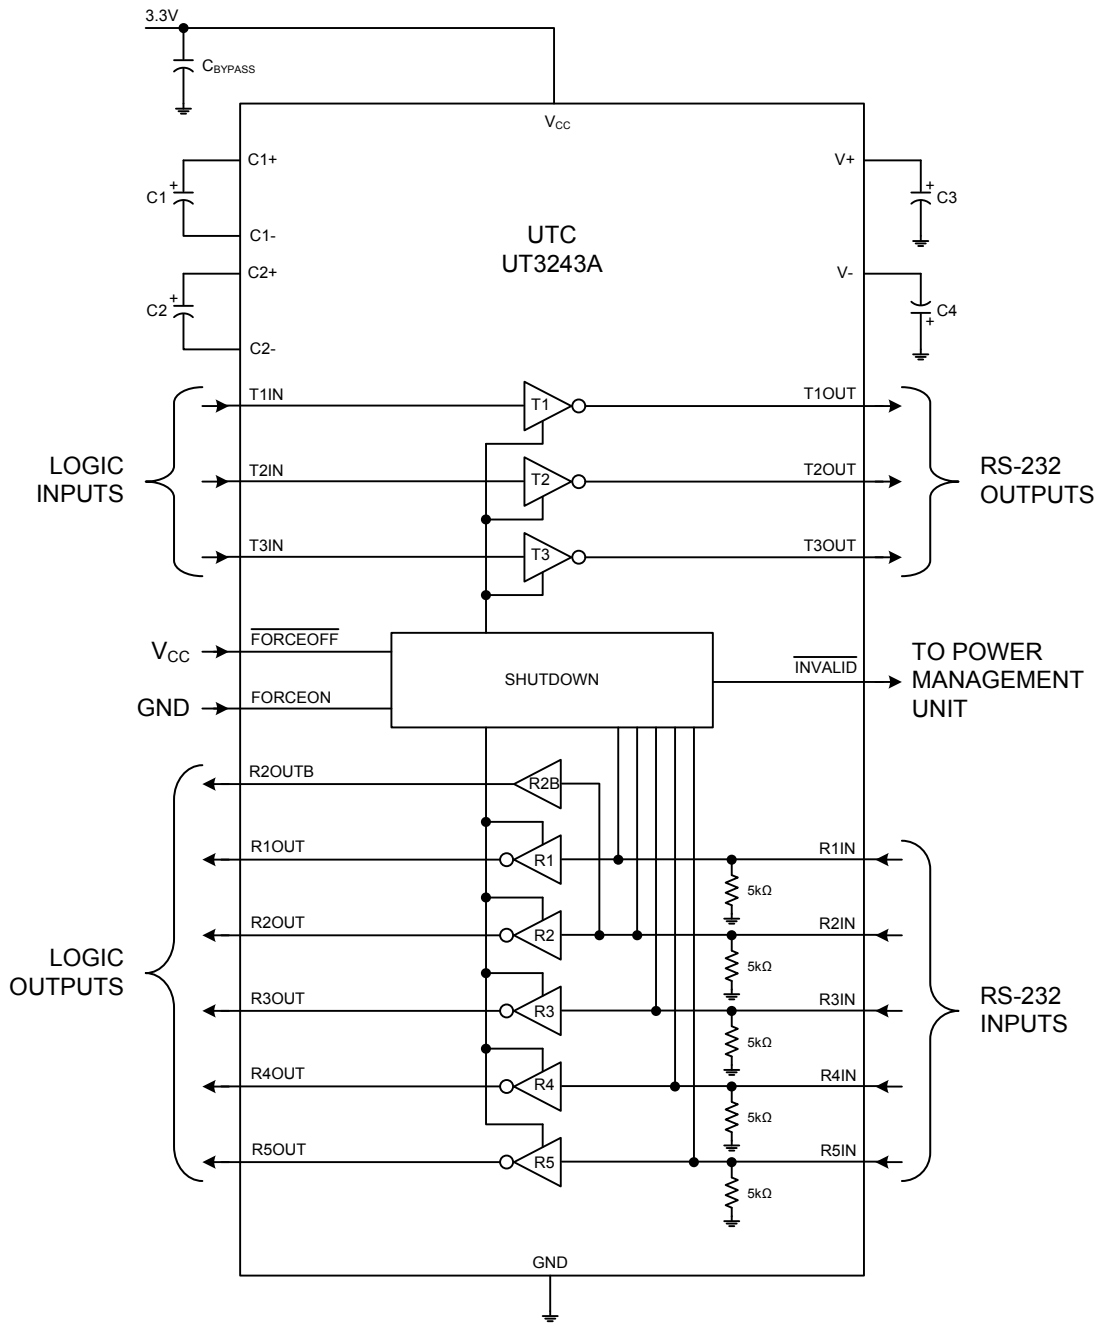 3.3V
CBYPASS
VCC
C1+
V+
C1
+
+
C3
C1-
UTC
UT3243A
C2+
V-
C2
+
C4
+
C2-
T1IN
T1
T1OUT
LOGIC
INPUTS
T2IN
T2
T2OUT
RS-232
OUTPUTS
T3IN
T3
T3OUT
VCC
FORCEOFF
SHUTDOWN
INVALID
TO POWER
MANAGEMENT
UNIT
GND
FORCEON
R2OUTB
R2B
R1OUT
R1
R1IN
5kΩ
R2OUT
R2
R2IN
5kΩ
LOGIC
OUTPUTS
R3OUT
R3
R3IN
5kΩ
RS-232
INPUTS
R4OUT
R4
R4IN
5kΩ
R5OUT
R5
R5IN
5kΩ
GND